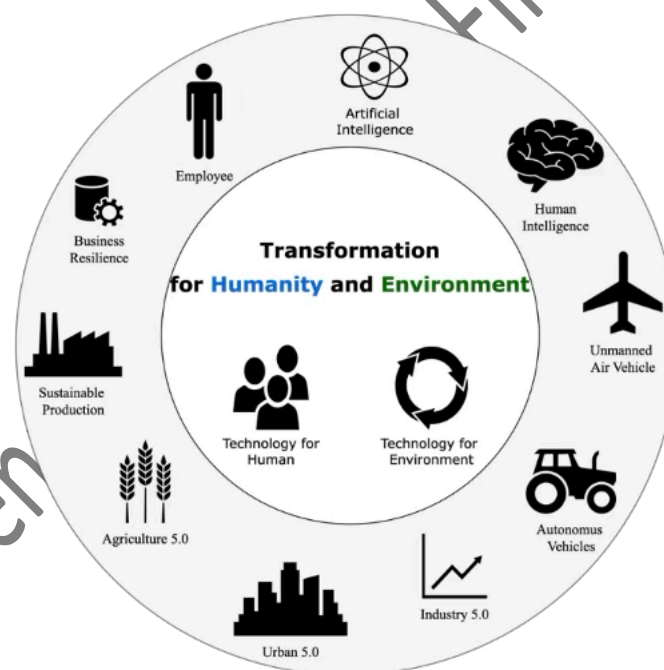 Artificial
Intelligence
Employee
Human
Intelligence
Business
Resilience
Transformation
for Humanity and Environment
Unmanned
Air Vehicle
Sustainable
Production
Technology for
Human
Technology for
Environment
Autonomus
Vehicles
Agriculture 5.0
Industry 5.0
Urban 5.0